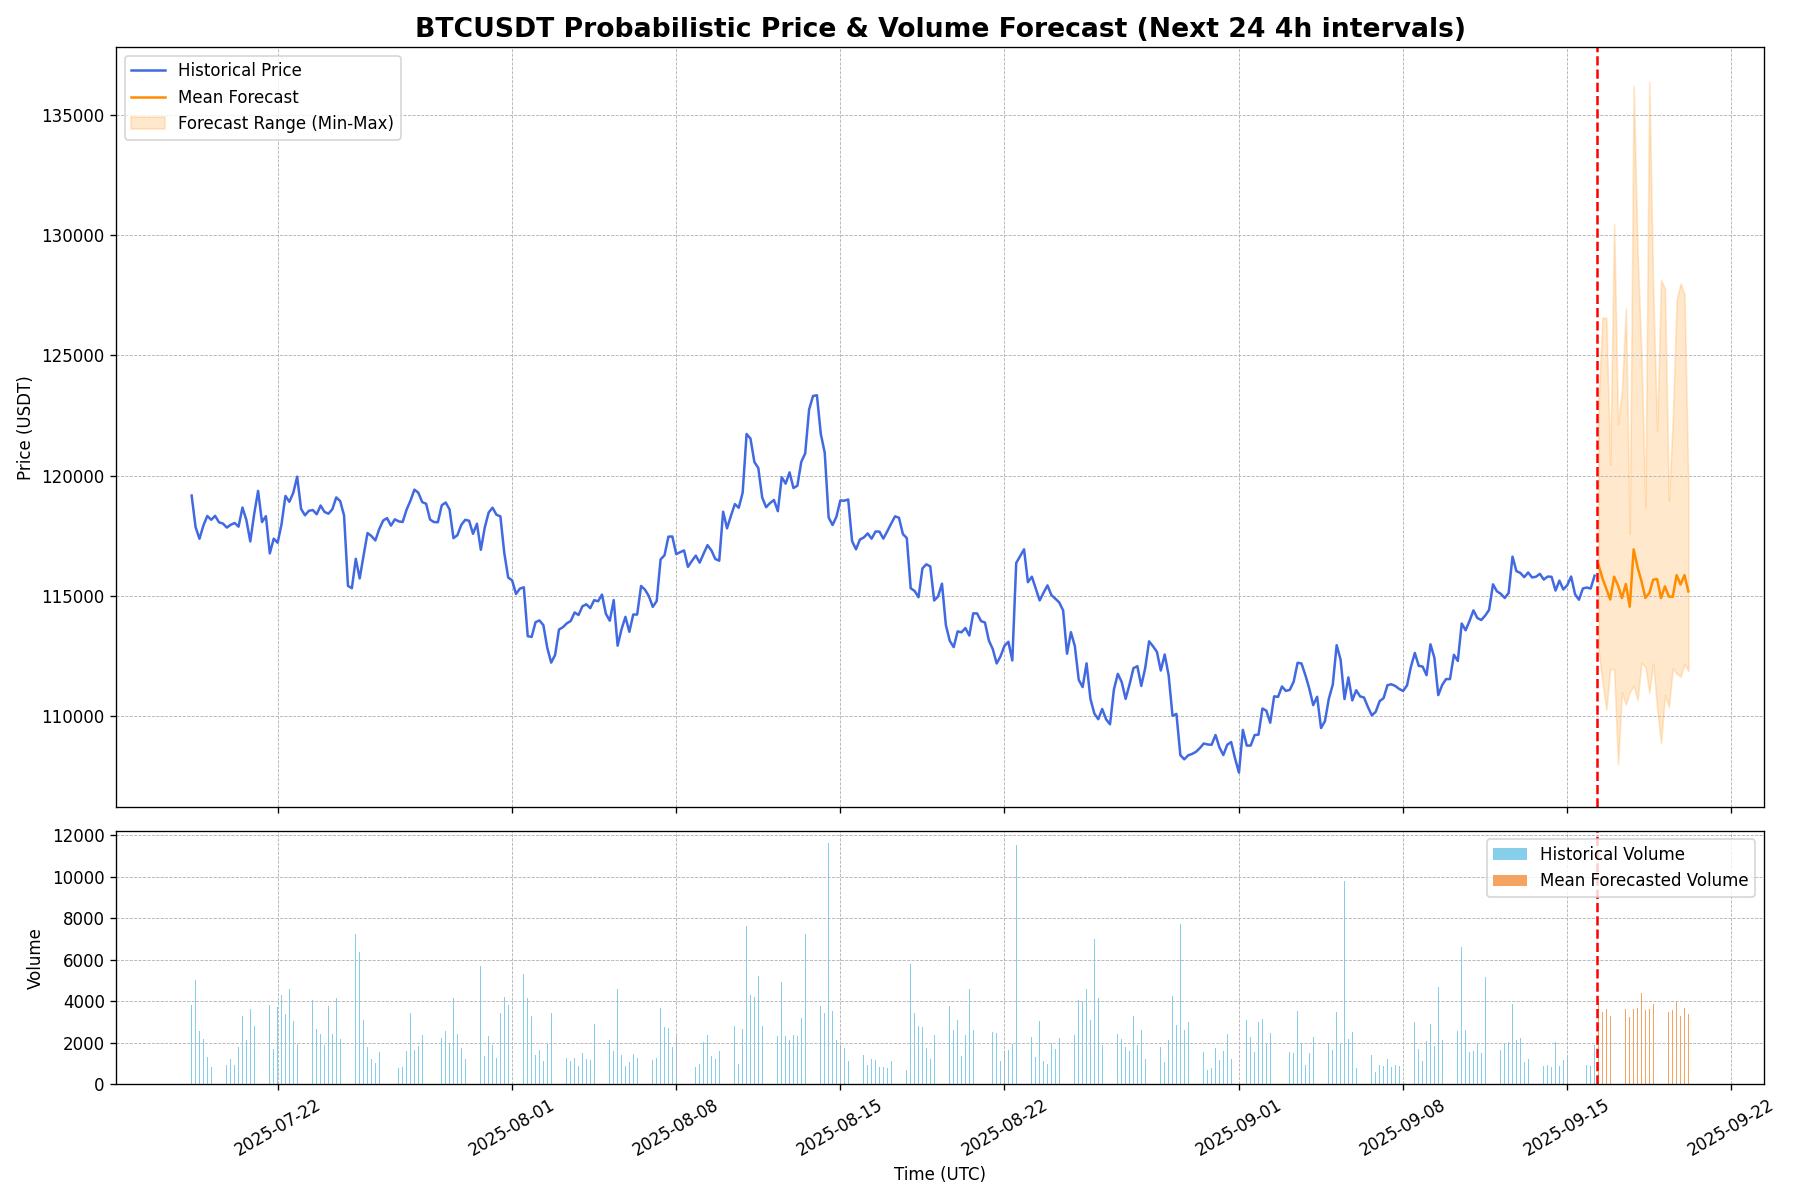 BTCUSDT Probabilistic Price & Volume Forecast (Next 24 4h intervals)
Historical Price
Mean Forecast
Forecast Range (Min-Max)
135000
130000
125000
120000
115000
110000
Price (USDT)
12000
10000
8000
6000
4000
2000
0
Volume
Historical Volume
Mean Forecasted Volume
2025-07-22
2025-08-01
2025-08-08
2025-08-15
2025-08-22
2025-09-01
2025-09-08
2025-09-15
2025-09-22
Time (UTC)